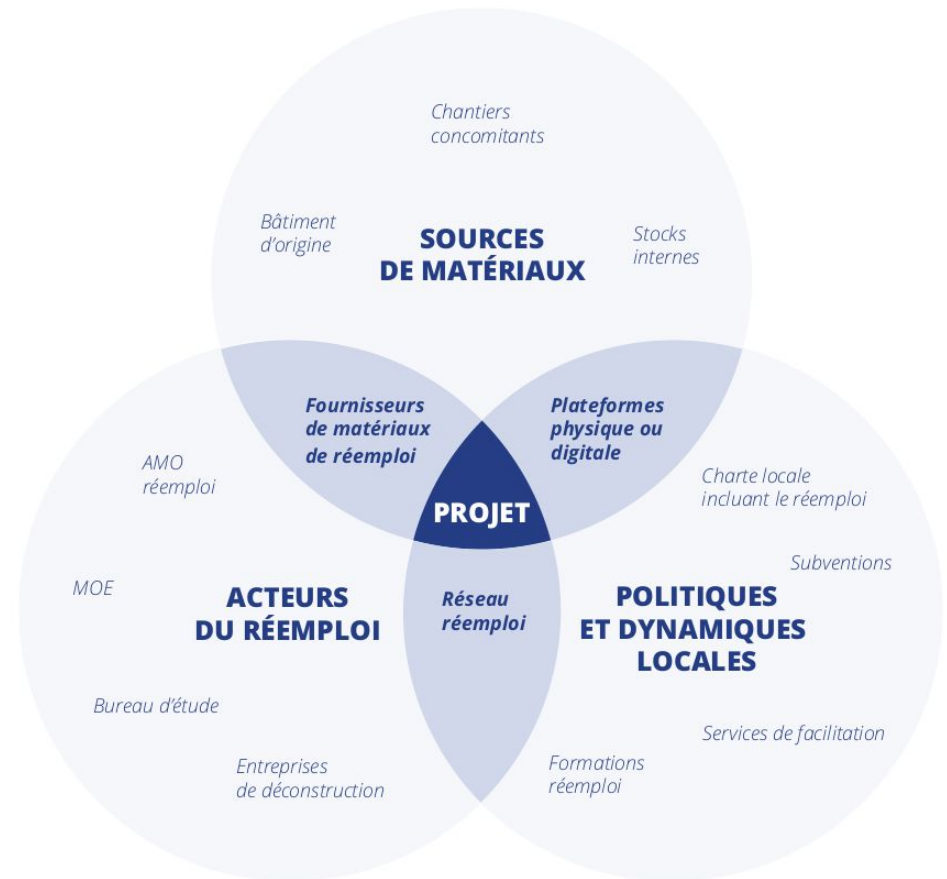 Chantiers
concomitants
Bâtiment
d'origine
SOURCES
DE MATÉRIAUX
Stocks
internes
Fournisseurs
de matériaux
de réemploi
Plateformes
physique ou
digitale
PROJET
AMO
réemploi
MOE
ACTEURS
DU RÉEMPLOI
Bureau d'étude
Entreprises
de déconstruction
Réseau
réemploi
Charte locale
incluant le réemploi
Subventions
POLITIQUES
ET DYNAMIQUES
LOCALES
Services de facilitation
Formations
réemploi